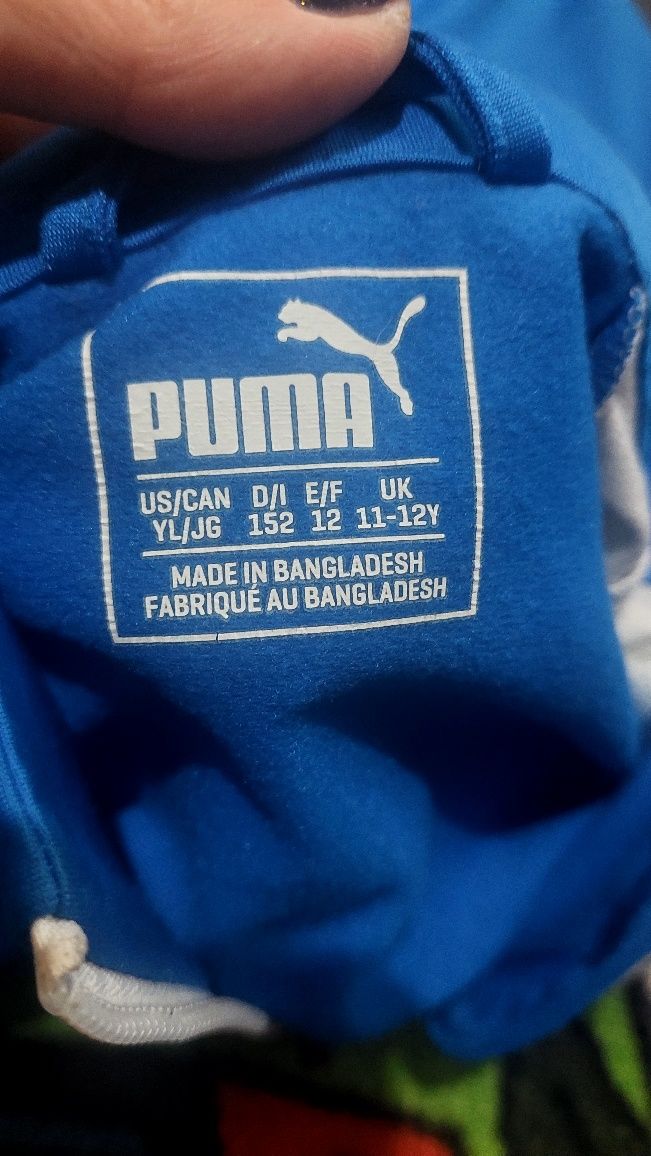 PUMA
US/CAN D/I E/F UK
YL/JG 152 12 11-12Y
MADE IN BANGLADESH
FABRIQUÉ AU BANGLADESH